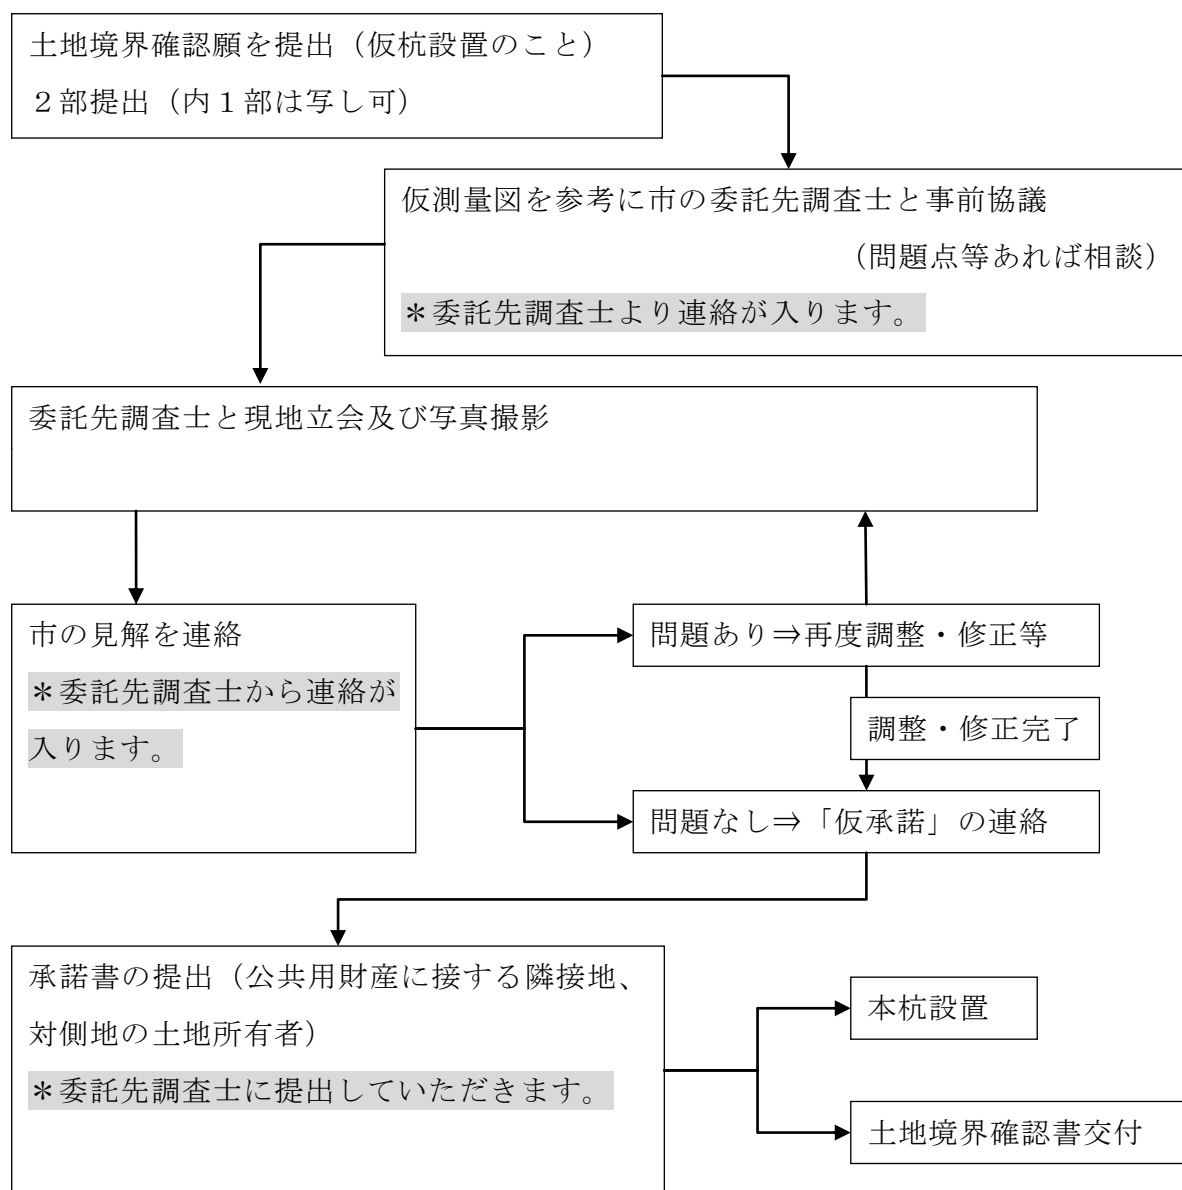 土地境界確認願を提出（仮杭設置のこと）
２部提出（内１部は写し可）
仮測量図を参考に市の委託先調査士と事前協議
（問題点等あれば相談）
＊委託先調査士より連絡が入ります。
委託先調査士と現地立会及び写真撮影
市の見解を連絡
＊委託先調査士から連絡が
入ります。
問題あり⇒再度調整・修正等
調整・修正完了
問題なし⇒「仮承諾」の連絡
承諾書の提出（公共用財産に接する隣接地、
対側地の土地所有者）
＊委託先調査士に提出していただきます。
本杭設置
土地境界確認書交付